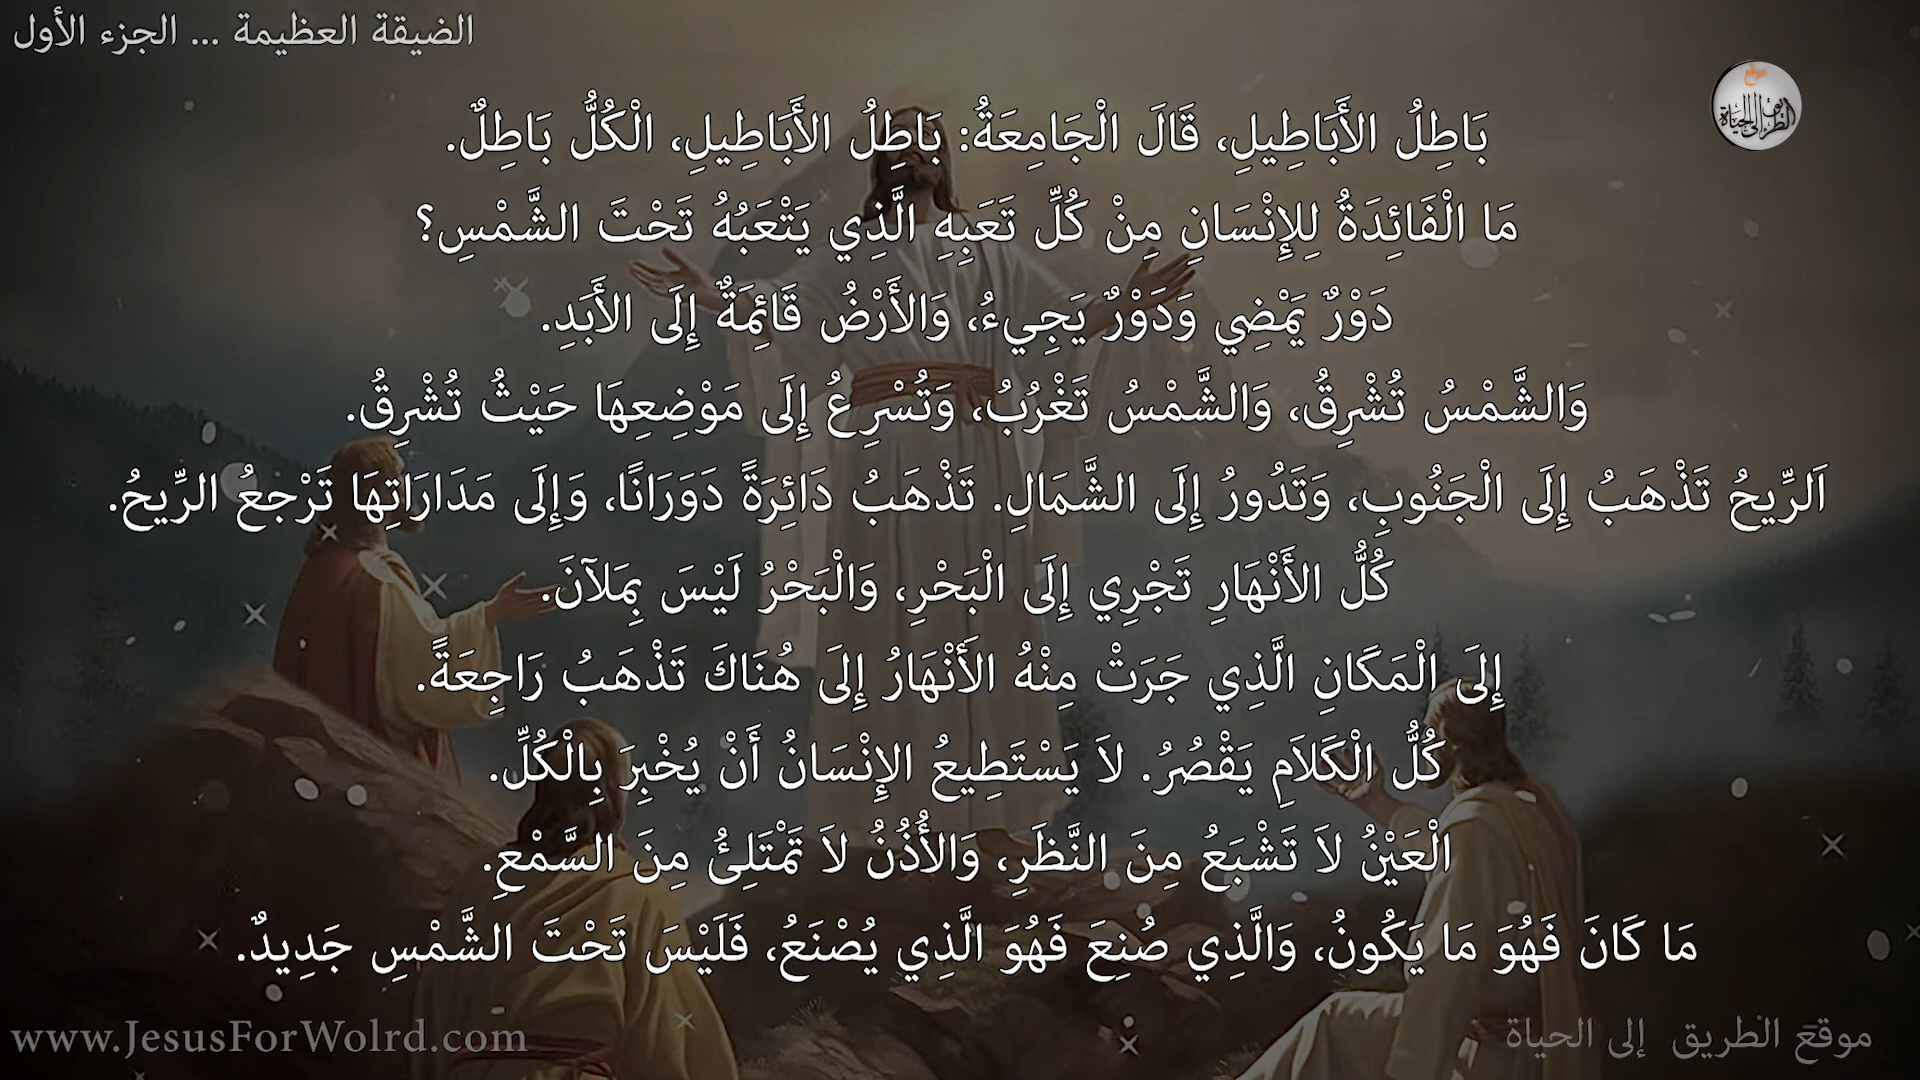 الضيقة العظيمة ... الجزء الأول
موقع
الطريق إلى الحياة
بَاطِلُ الأَبَاطِيلِ، قَالَ الْجَامِعَةُ: بَاطِلُ الأَبَاطِيلِ، الْكُلُّ بَاطِلٌ.
مَا الْفَائِدَةُ لِلإِنْسَانِ مِنْ كُلِّ تَعَبِهِ الَّذِي يَتْعَبُهُ تَحْتَ الشَّمْسِ؟
دَوْرٌ يَمْضِي وَدَوْرٌ يَجِيءُ، وَالأَرْضُ قَائِمَةٌ إِلَى الأَبَدِ.
وَالشَّمْسُ تُشْرِقُ، وَالشَّمْسُ تَغْرُبُ، وَتُسْرِعُ إِلَى مَوْضِعِهَا حَيْثُ تُشْرِقُ.
اَلرِّيحُ تَذْهَبُ إِلَى الْجَنُوبِ، وَتَدُورُ إِلَى الشَّمَالِ. تَذْهَبُ دَائِرَةً دَوَرَانًا، وَإِلَى مَدَارَاتِهَا تَرْجعُ الرِّيحُ.
كُلُّ الأَنْهَارِ تَجْرِي إِلَى الْبَحْرِ، وَالْبَحْرُ لَيْسَ بِمَلآنَ.
إِلَى الْمَكَانِ الَّذِي جَرَتْ مِنْهُ الأَنْهَارُ إِلَى هُنَاكَ تَذْهَبُ رَاجِعَةً.
كُلُّ الْكَلاَمِ يَقْصُرُ. لاَ يَسْتَطِيعُ الإِنْسَانُ أَنْ يُخْبِرَ بِالْكُلِّ.
الْعَيْنُ لاَ تَشْبَعُ مِنَ النَّظَرِ، وَالأُذُنُ لاَ تَمْتَلِئُ مِنَ السَّمْعِ.
مَا كَانَ فَهُوَ مَا يَكُونُ، وَالَّذِي صُنِعَ فَهُوَ الَّذِي يُصْنَعُ، فَلَيْسَ تَحْتَ الشَّمْسِ جَدِيدٌ.
www.JesusForWolrd.com
موقع الطريق إلى الحياة